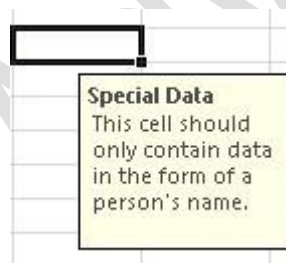 Special Data
This cell should
only contain data
in the form of a
person's name.